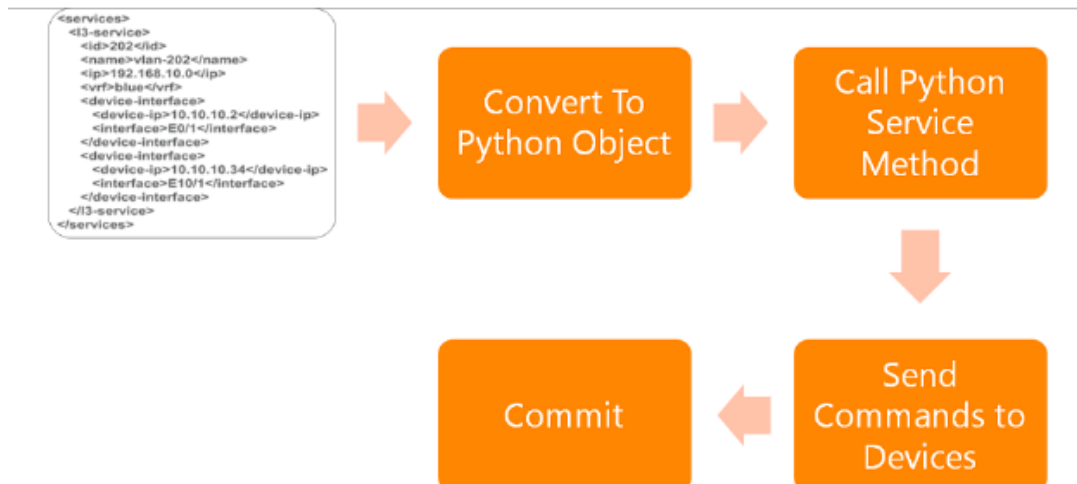 <services>
<l3-service>
<id>202</id>
<name>vlan-202</name>
<ip>192.168.10.0</ip>
<vrf>blue</vrf>
<device-interface>
<device-ip>10.10.10.2</device-ip>
<interface>E0/1</interface>
</device-interface>
<device-interface>
<device-ip>10.10.10.34</device-ip>
<interface>E10/1</interface>
</device-interface>
</l3-service>
</services>
Convert To
Python Object
Call Python
Service
Method
Send
Commands to
Devices
Commit